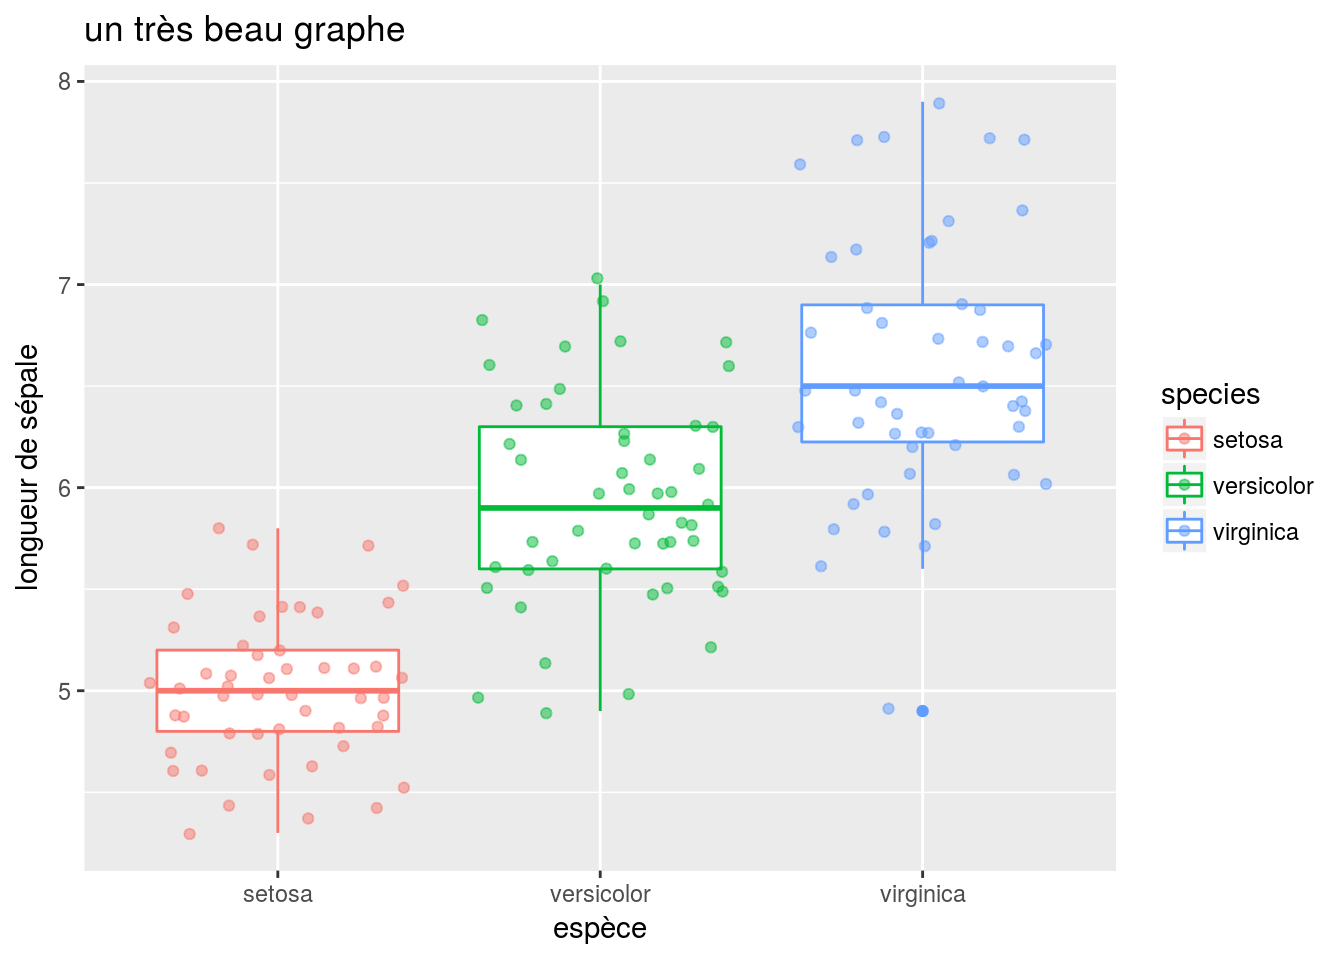 un très beau graphe
8
7
6
5
longueur de sépale
setosa versicolor virginica
espèce
species
setosa
versicolor
virginica